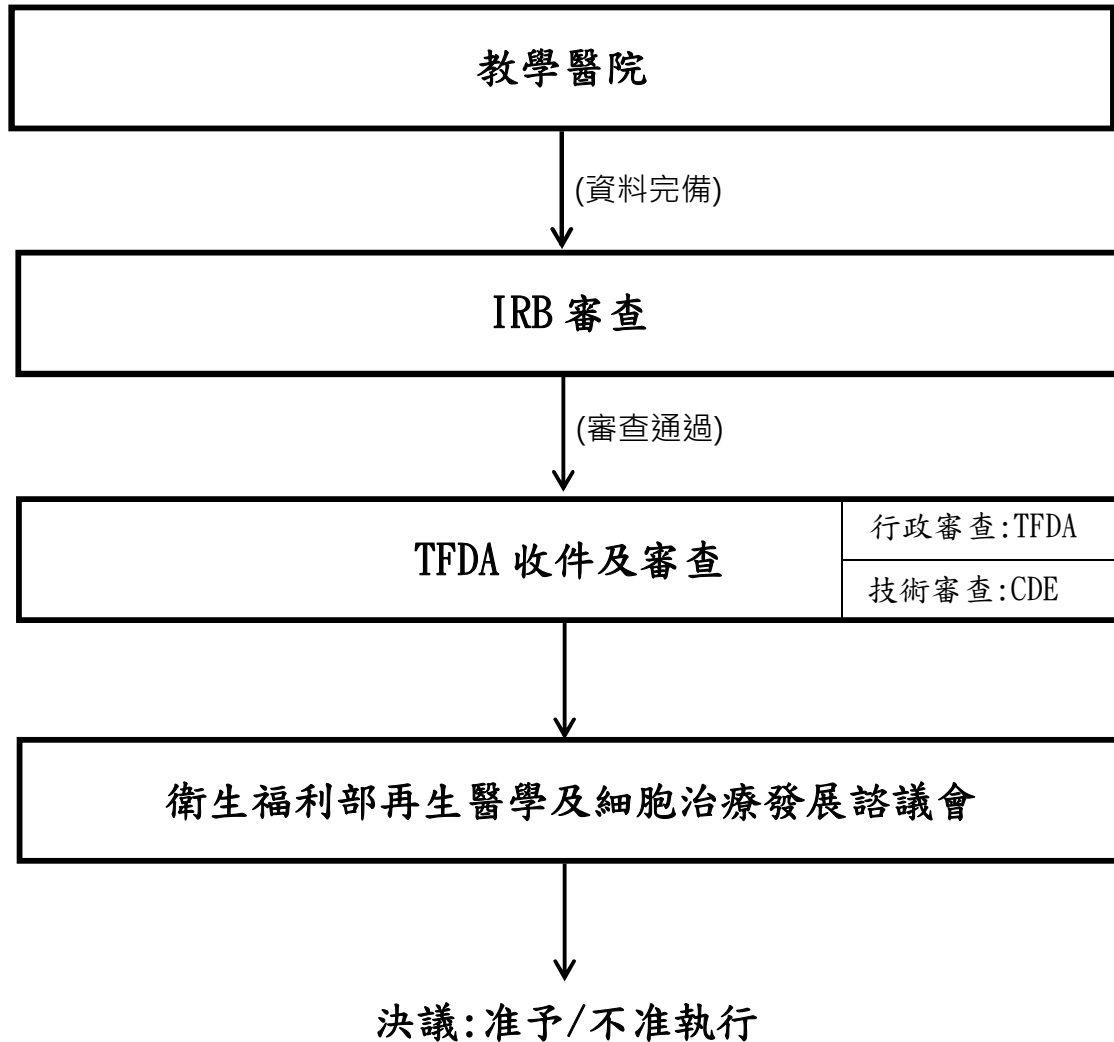 教學醫院
(資料完備)
IRB 審查
(審查通過)
TFDA 收件及審查
行政審查:TFDA
技術審查:CDE
衛生福利部再生醫學及細胞治療發展諮議會
決議:准予/不准執行